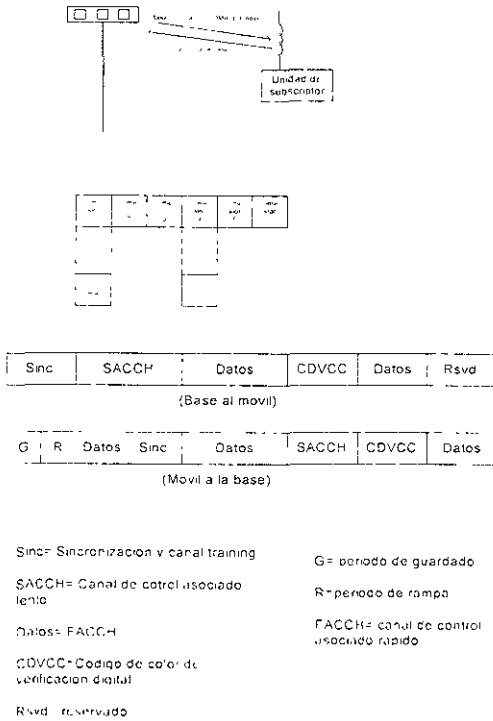 Unidad de
subscriptor
Sinc SACCH Datos CDVCC Datos Rsvd
(Base al movil)
G R Datos Sinc Datos SACCH CDVCC Datos
(Movil a la base)
Sinc= Sincronizacion y canal training
SACCH= Canal de cotrol asociado
lento
Datos= FACCH
CDVCC=Codigo de color de
verificacion digital
Rsvd reservado
G= periodo de guardado
R=periodo de rampa
FACCH= canal de control
asociado rapido